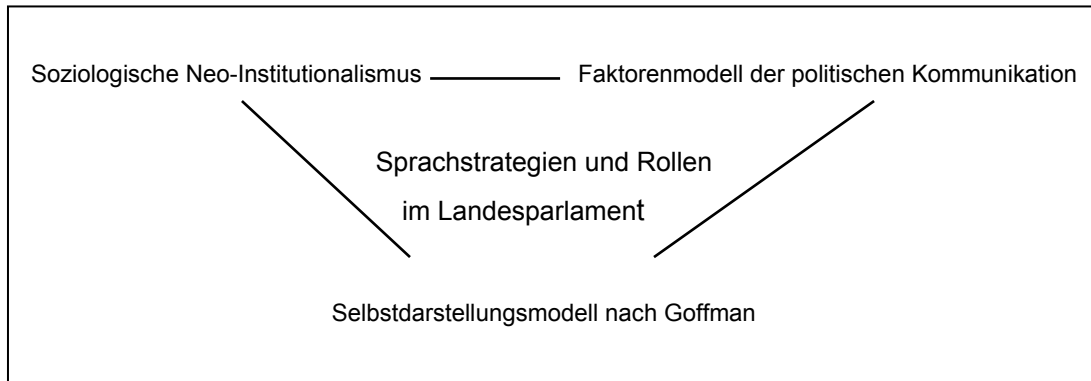 Soziologische Neo-Institutionalismus
Faktorenmodell der politischen Kommunikation
Sprachstrategien und Rollen
im Landesparlament
Selbstdarstellungsmodell nach Goffman